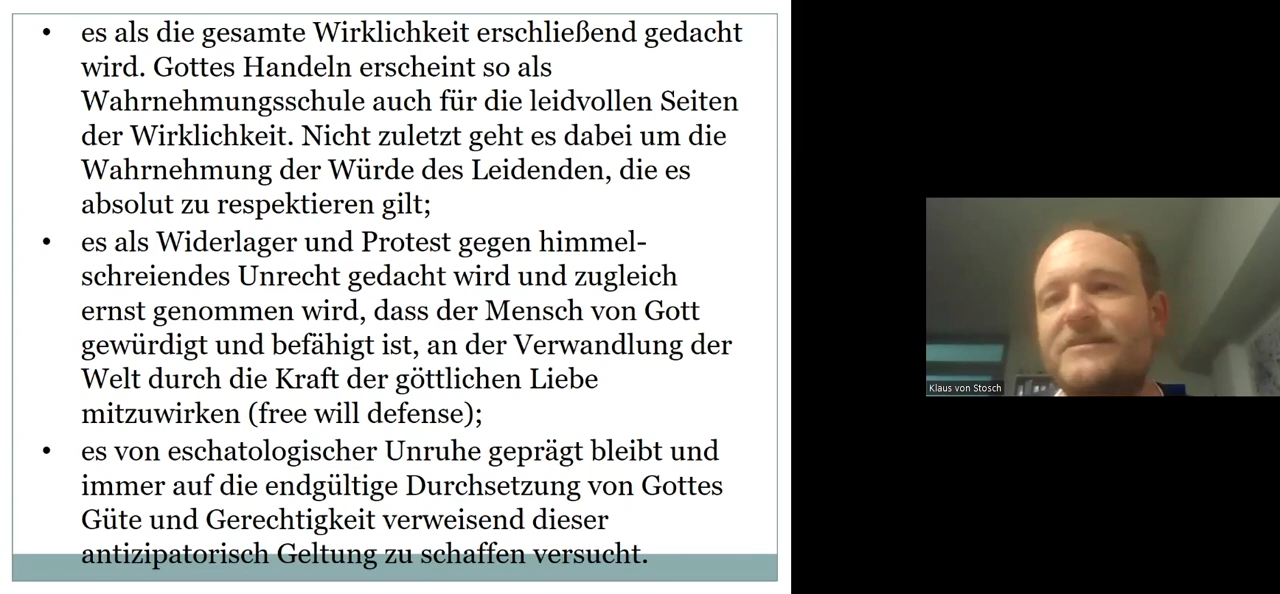 • es als die gesamte Wirklichkeit erschließend gedacht
wird. Gottes Handeln erscheint so als
Wahrnehmungsschule auch für die leidvollen Seiten
der Wirklichkeit. Nicht zuletzt geht es dabei um die
Wahrnehmung der Würde des Leidenden, die es
absolut zu respektieren gilt;
• es als Widerlager und Protest gegen himmel-
schreiendes Unrecht gedacht wird und zugleich
ernst genommen wird, dass der Mensch von Gott
gewürdigt und befähigt ist, an der Verwandlung der
Welt durch die Kraft der göttlichen Liebe
mitzuwirken (free will defense);
• es von eschatologischer Unruhe geprägt bleibt und
immer auf die endgültige Durchsetzung von Gottes
Güte und Gerechtigkeit verweisend dieser
antizipatorisch Geltung zu schaffen versucht.
Klaus von Stosch